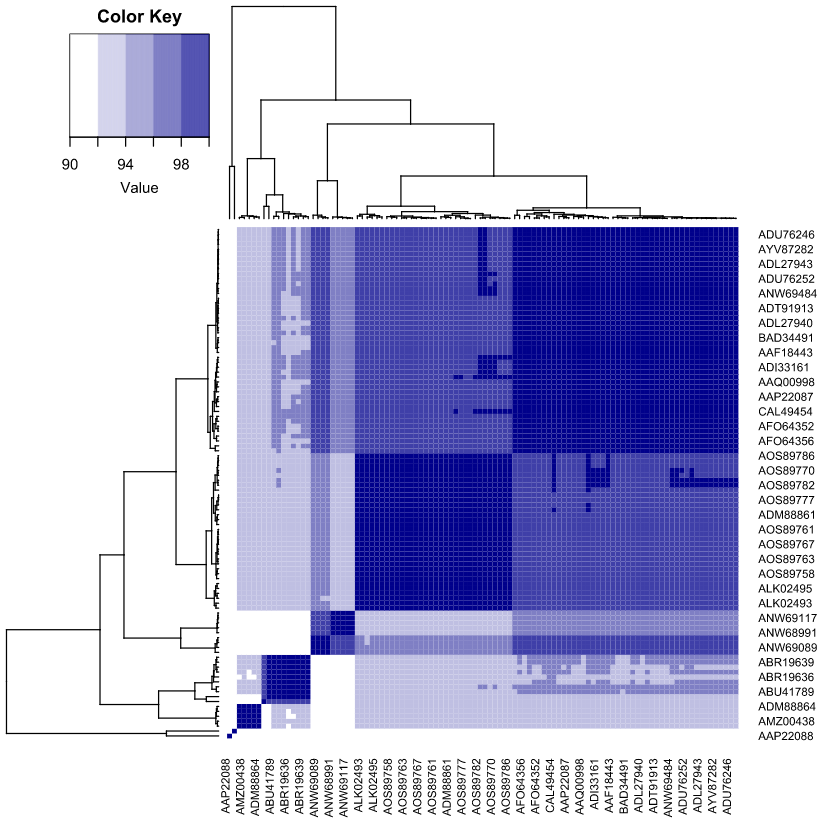 Color Key
90 94 98
Value
ADU76246
AYV87282
ADL27943
ADU76252
ANW69484
ADT91913
ADL27940
BAD34491
AAF18443
ADI33161
AAQ00998
AAP22087
CAL49454
AFO64352
AFO64356
AOS89786
AOS89770
AOS89782
AOS89777
ADM88861
AOS89761
AOS89767
AOS89763
AOS89758
ALK02495
ALK02493
ANW69117
ANW68991
ANW69089
ABR19639
ABR19636
ABU41789
ADM88864
AMZ00438
AAP22088
AAP22088
AMZ00438
ADM88864
ABU41789
ABR19636
ABR19639
ANW69089
ANW68991
ANW69117
ALK02493
ALK02495
AOS89758
AOS89763
AOS89767
AOS89761
ADM88861
AOS89777
AOS89782
AOS89770
AOS89786
AFO64356
AFO64352
CAL49454
AAP22087
AAQ00998
ADI33161
AAF18443
BAD34491
ADL27940
ADT91913
ANW69484
ADU76252
ADL27943
AYV87282
ADU76246